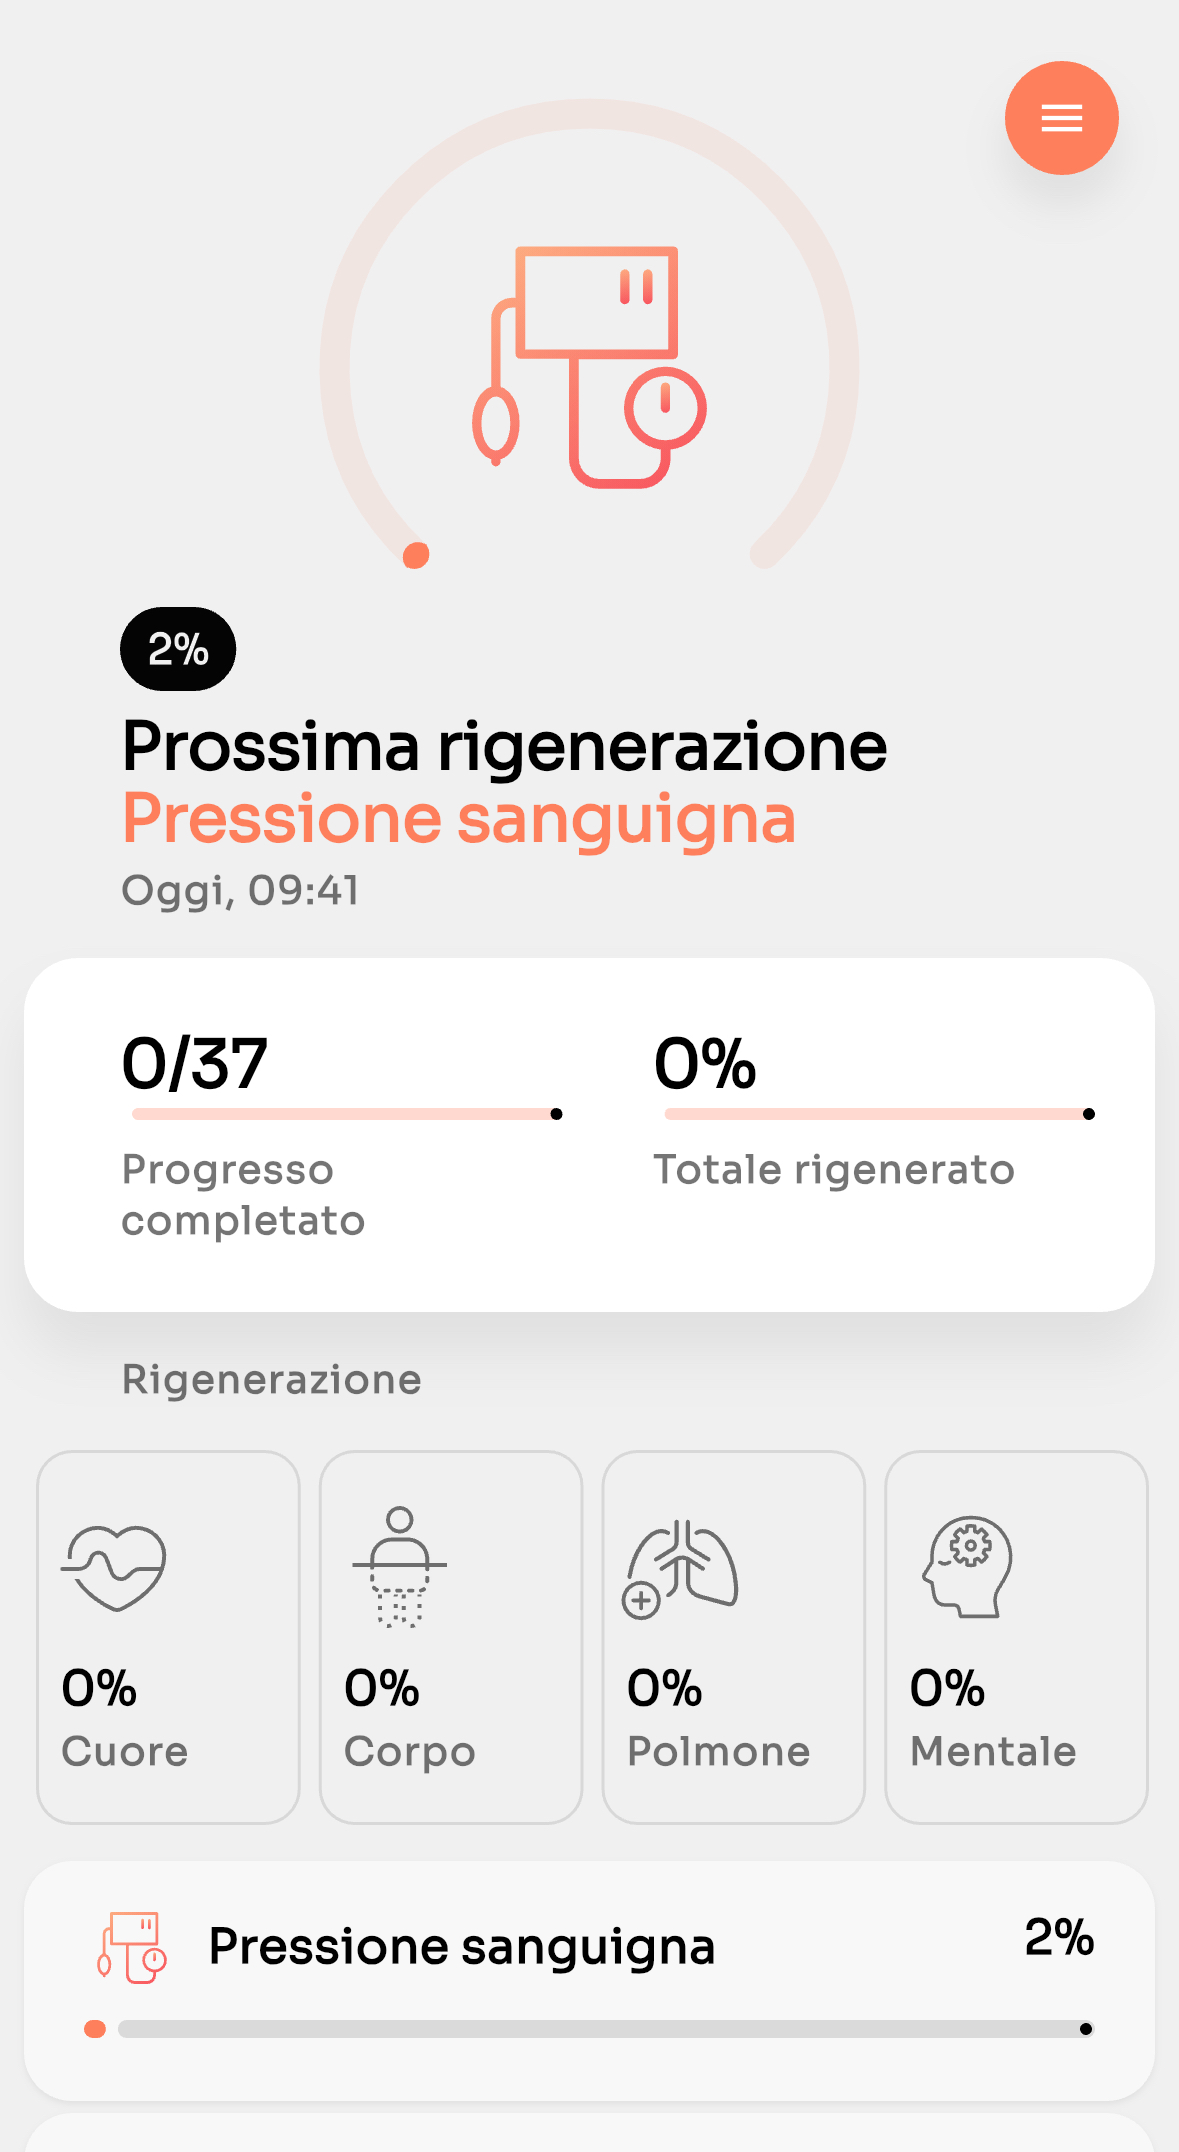 2%
Prossima rigenerazione
Pressione sanguigna
Oggi, 09:41
0/37
Progresso
completato
0%
Totale rigenerato
Rigenerazione
0%
Cuore
0%
Corpo
0%
Polmone
0%
Mentale
Pressione sanguigna
2%